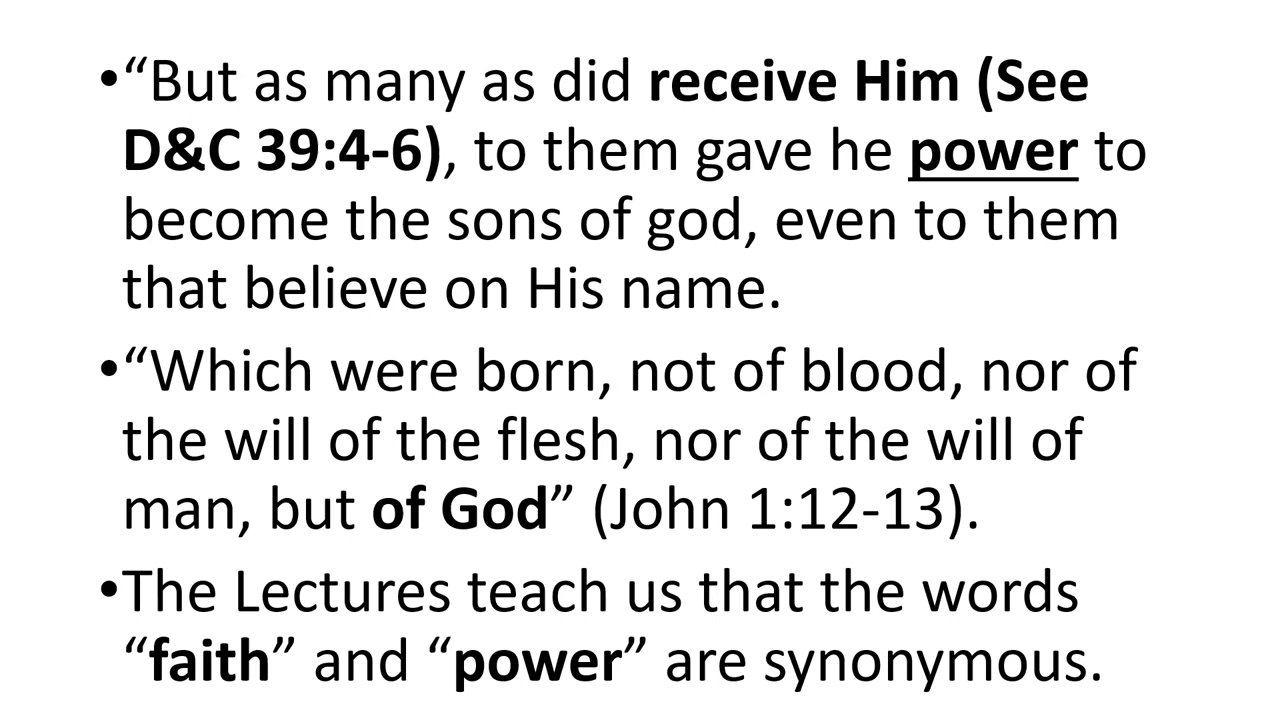 •“But as many as did receive Him (See
D&C 39:4-6), to them gave he power to
become the sons of god, even to them
that believe on His name.
•“Which were born, not of blood, nor of
the will of the flesh, nor of the will of
man, but of God” (John 1:12-13).
•The Lectures teach us that the words
“faith” and “power” are synonymous.